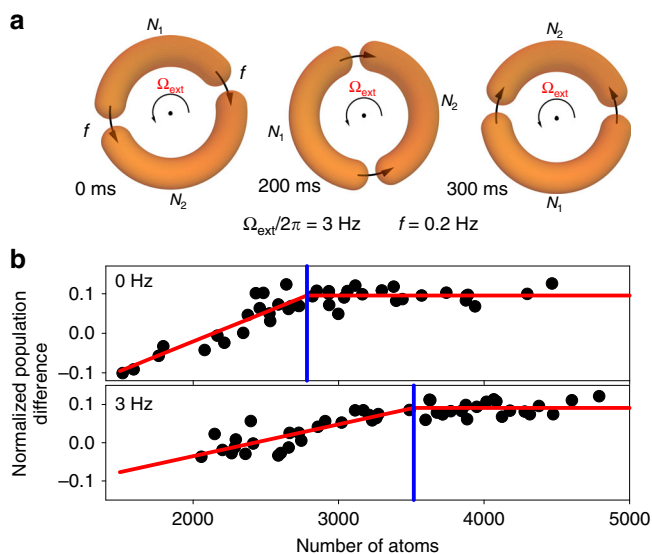 a
N₁
f
Ωext
f
0 ms
N₂
N₁
Ωext
N₂
200 ms
N₂
Ωext
300 ms
N₁
Ωext/2π = 3 Hz f = 0.2 Hz
b
Normalized population
difference
0 Hz
0.1
0.0
–0.1
3 Hz
0.1
0.0
–0.1
2000 3000 4000 5000
Number of atoms